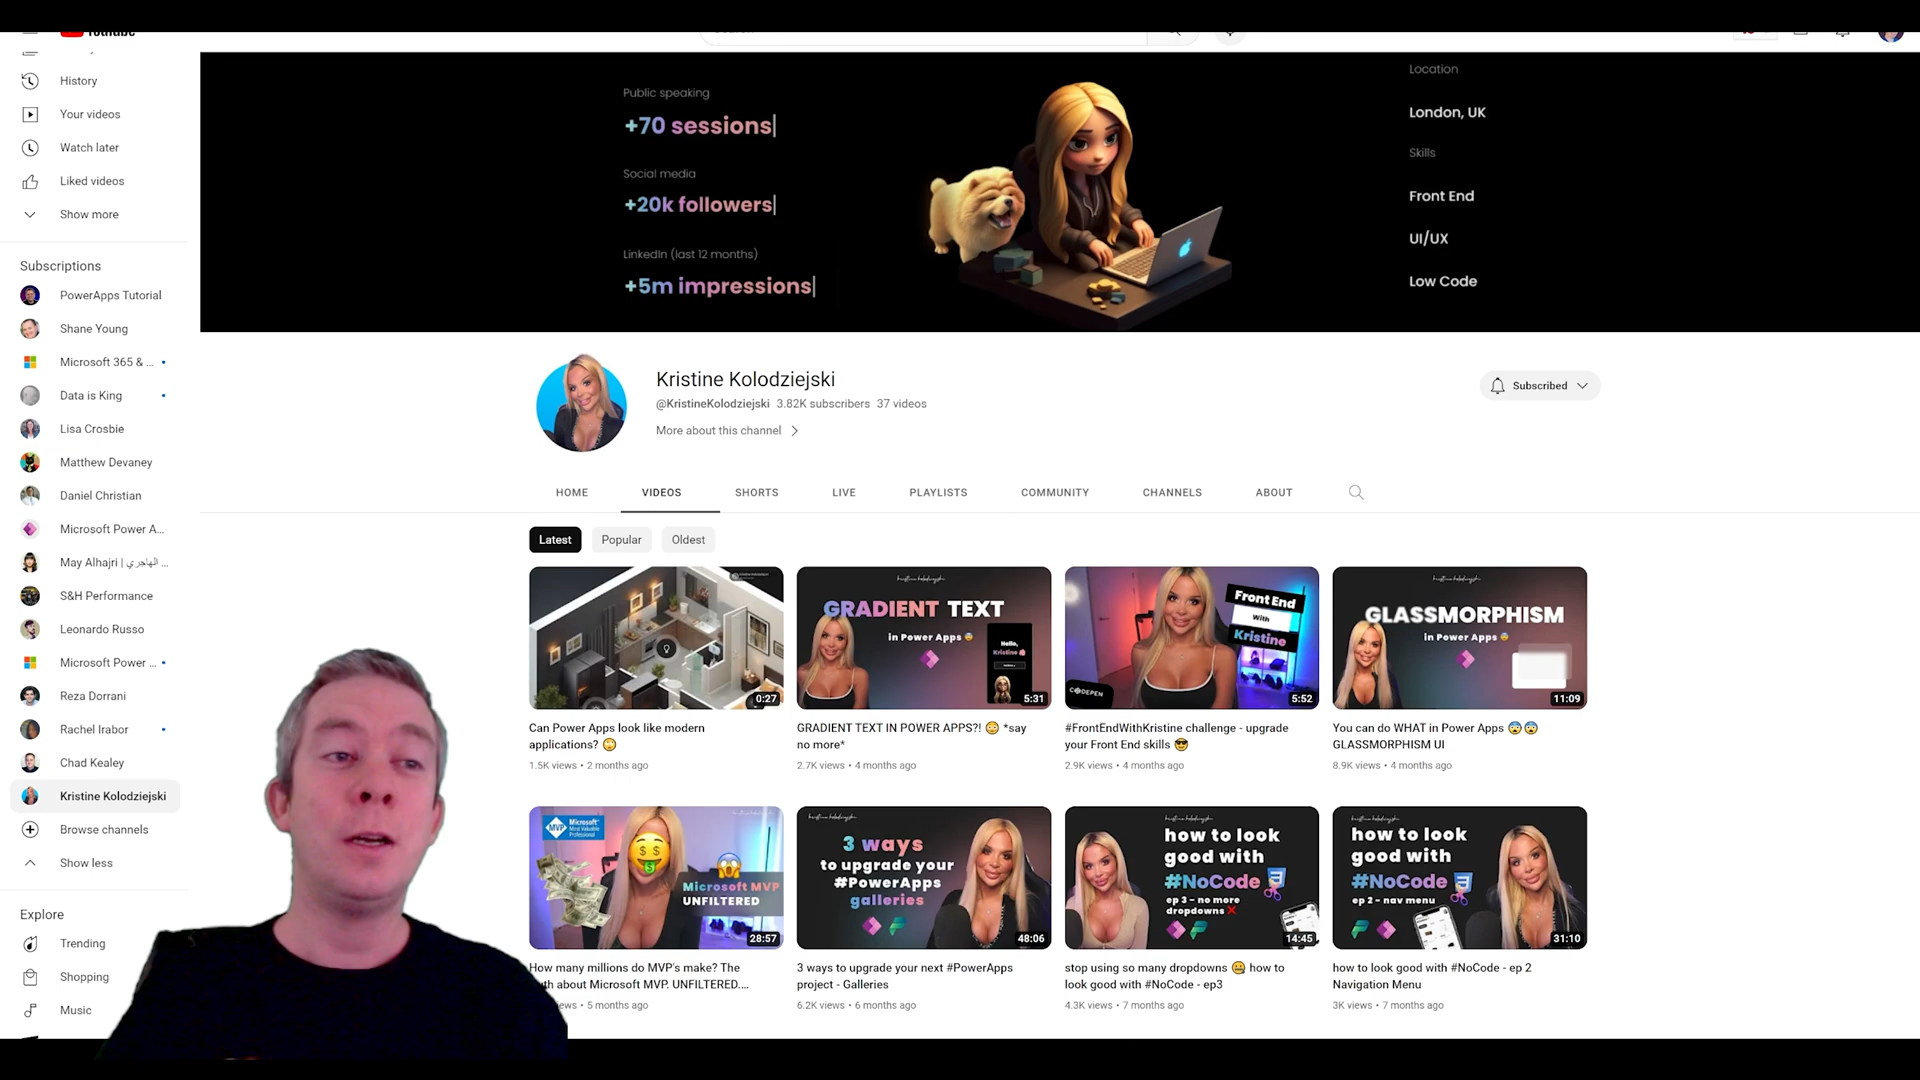 YouTube
Search
History
Your videos
Watch later
Liked videos
Show more
Subscriptions
PowerApps Tutorial
Shane Young
Microsoft 365 & ...
Data is King
Lisa Crosbie
Matthew Devaney
Daniel Christian
Microsoft Power A...
May Alhajri | الهاجري ...
S&H Performance
Leonardo Russo
Microsoft Power ...
Reza Dorrani
Rachel Irabor
Chad Kealey
Kristine Kolodziejski
Browse channels
Show less
Explore
Trending
Shopping
Music
Public speaking
+70 sessions|
Social media
+20k followers|
LinkedIn (last 12 months)
+5m impressions|
Location
London, UK
Skills
Front End
UI/UX
Low Code
Kristine Kolodziejski
@KristineKolodziejski 3.82K subscribers 37 videos
More about this channel
Subscribed
HOME VIDEOS SHORTS LIVE PLAYLISTS COMMUNITY CHANNELS ABOUT
Latest Popular Oldest
0:27
Can Power Apps look like modern
applications? 🙄
1.5K views • 2 months ago
GRADIENT TEXT
in Power Apps
Hello,
Kristine
5:31
GRADIENT TEXT IN POWER APPS?! 😳 *say
no more*
2.7K views • 4 months ago
Front End
With
Kristine
CODEPEN
5:52
#FrontEndWithKristine challenge - upgrade
your Front End skills 😎
2.9K views • 4 months ago
GLASSMORPHISM
in Power Apps
11:09
You can do WHAT in Power Apps 😨😨
GLASSMORPHISM UI
8.9K views • 4 months ago
MVP Microsoft
Most Valuable
Professional
Microsoft MVP
UNFILTERED
28:57
How many millions do MVP's make? The
th about Microsoft MVP. UNFILTERED....
ews • 5 months ago
3 ways
to upgrade your
#PowerApps
galleries
48:06
3 ways to upgrade your next #PowerApps
project - Galleries
6.2K views • 6 months ago
how to look
good with
#NoCode
ep 3 - no more
dropdowns
14:45
stop using so many dropdowns 🤐 how to
look good with #NoCode - ep3
4.3K views • 7 months ago
how to look
good with
#NoCode
ep 2 - nav menu
31:10
how to look good with #NoCode - ep 2
Navigation Menu
3K views • 7 months ago